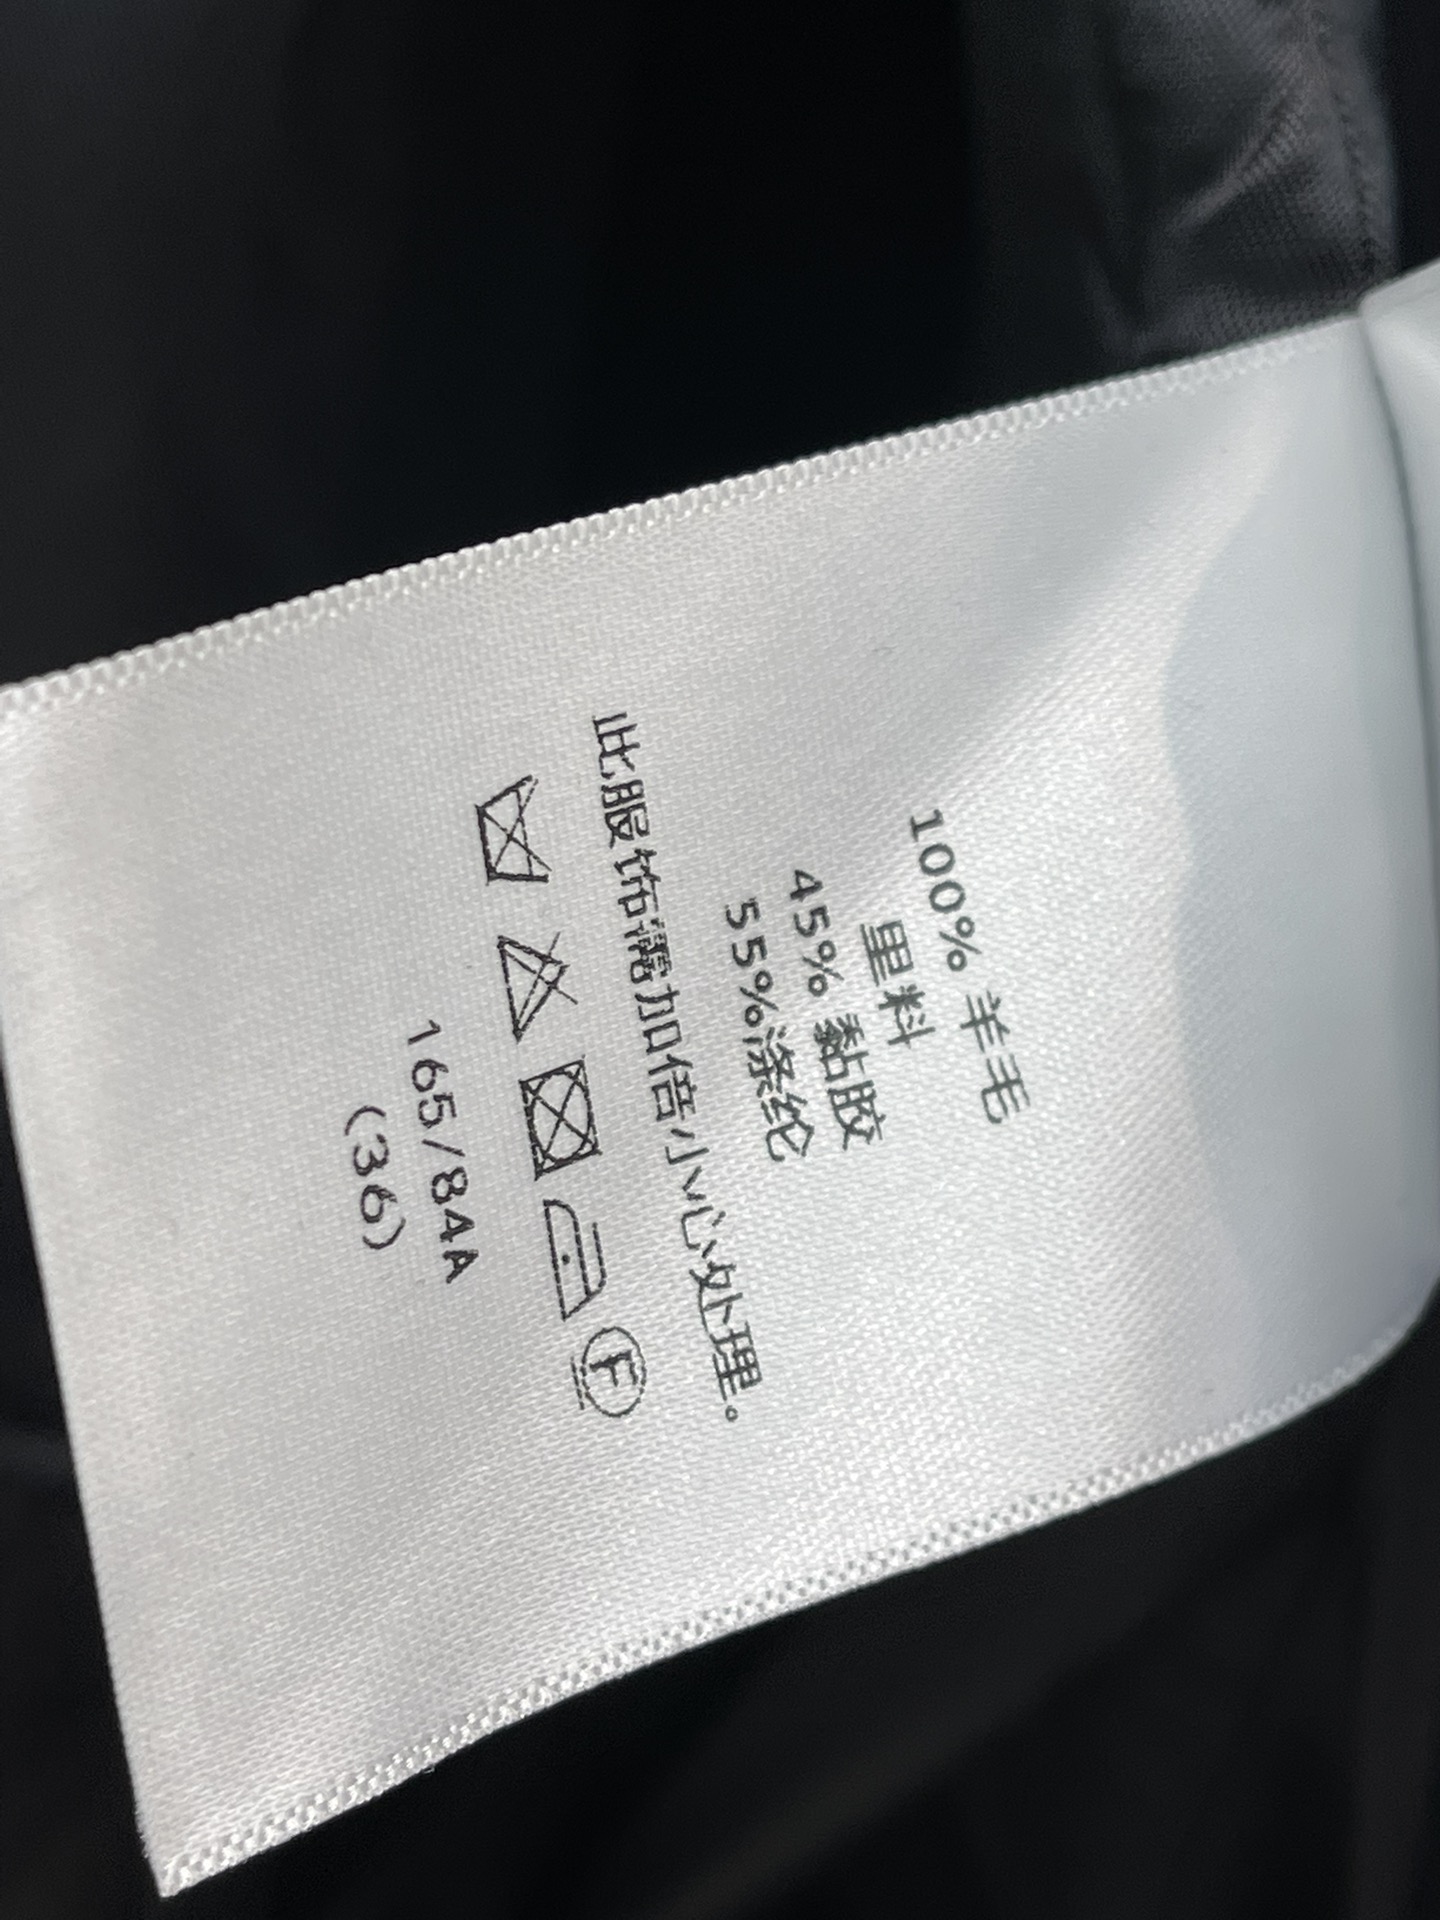 100% 羊毛
里料
45% 黏胶
55%涤纶
此服饰需加倍小心处理。
F
165/84A
(36)